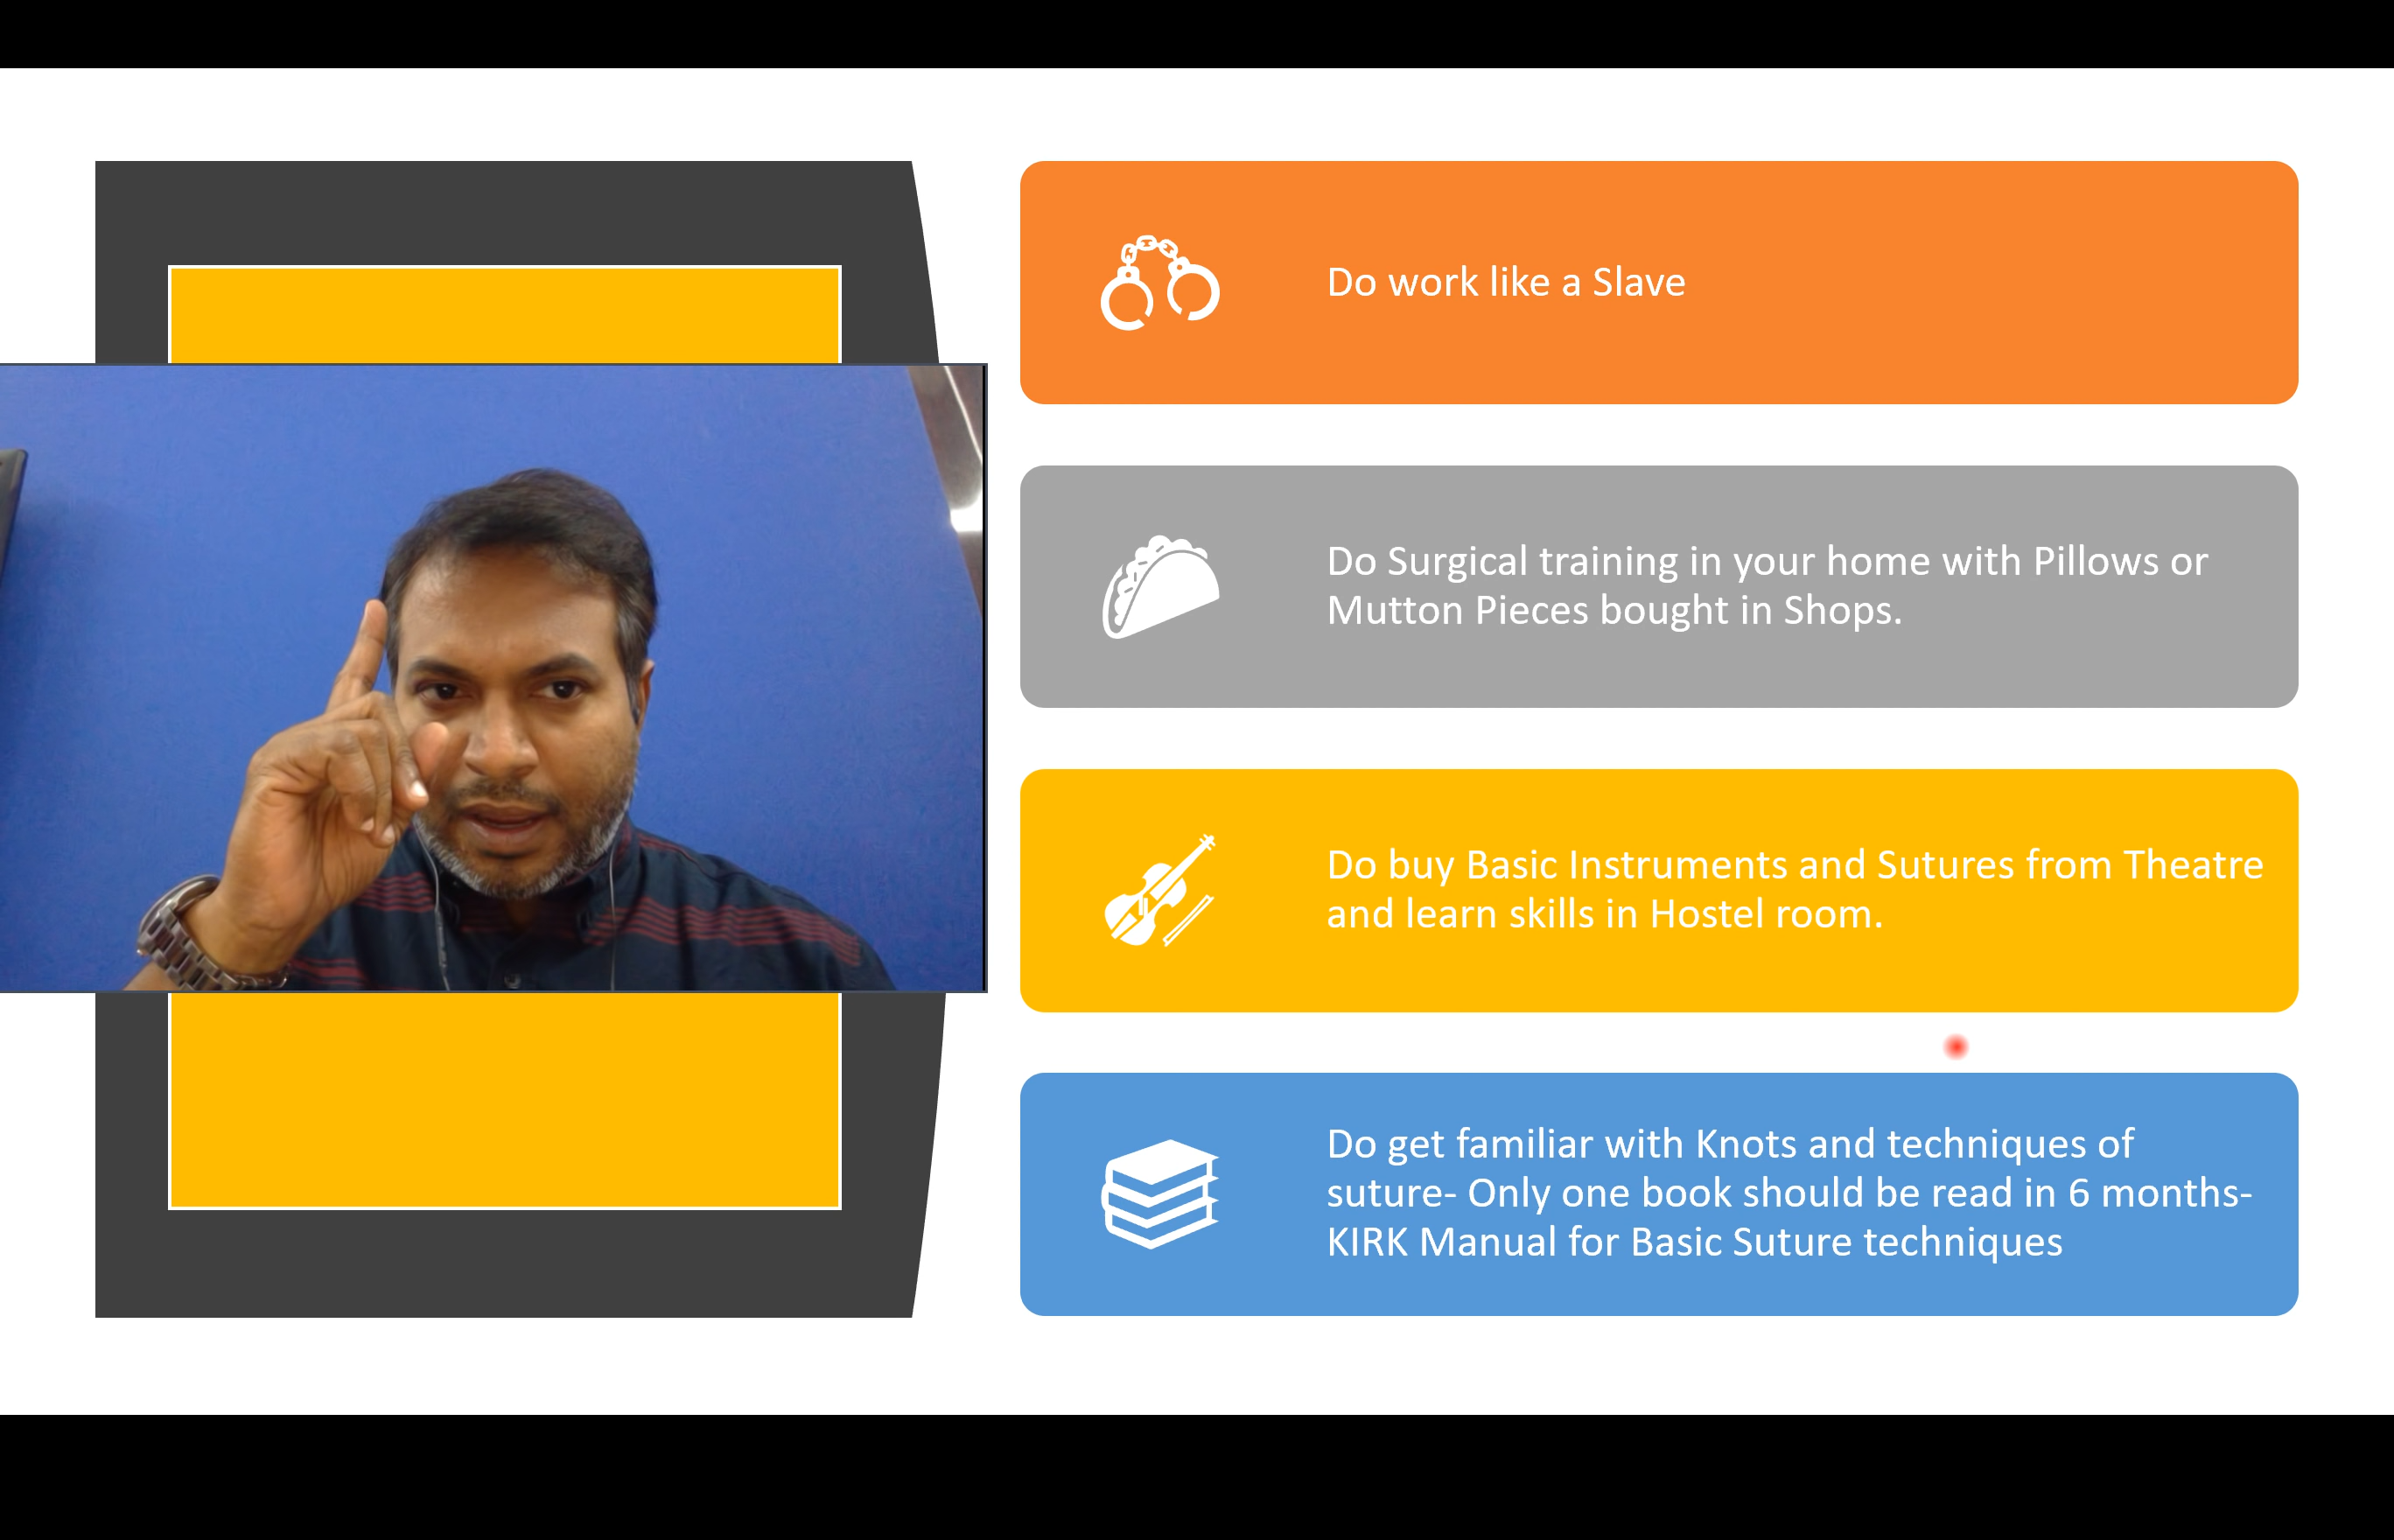 Do work like a Slave
Do Surgical training in your home with Pillows or
Mutton Pieces bought in Shops.
Do buy Basic Instruments and Sutures from Theatre
and learn skills in Hostel room.
Do get familiar with Knots and techniques of
suture- Only one book should be read in 6 months-
KIRK Manual for Basic Suture techniques